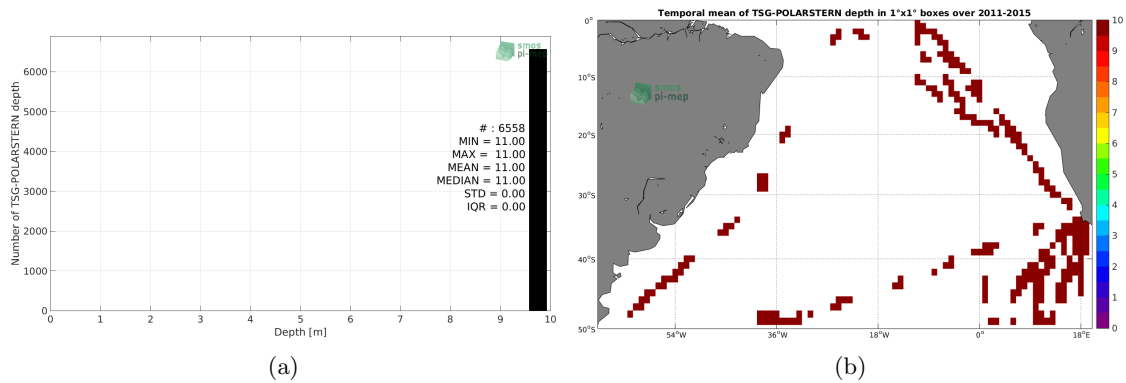 Number of TSG-POLARSTERN depth
6000
5000
4000
3000
2000
1000
0
smos
pi-mep
# : 6558
MIN = 11.00
MAX = 11.00
MEAN = 11.00
MEDIAN = 11.00
STD = 0.00
IQR = 0.00
0 1 2 3 4 5 6 7 8 9 10
Depth [m]
(a)
Temporal mean of TSG-POLARSTERN depth in 1°x1° boxes over 2011-2015
0°
10°S
20°S
30°S
40°S
50°S
smos
pi-mep
54°W 36°W 18°W 0° 18°E
10
9
8
7
6
5
4
3
2
1
0
(b)